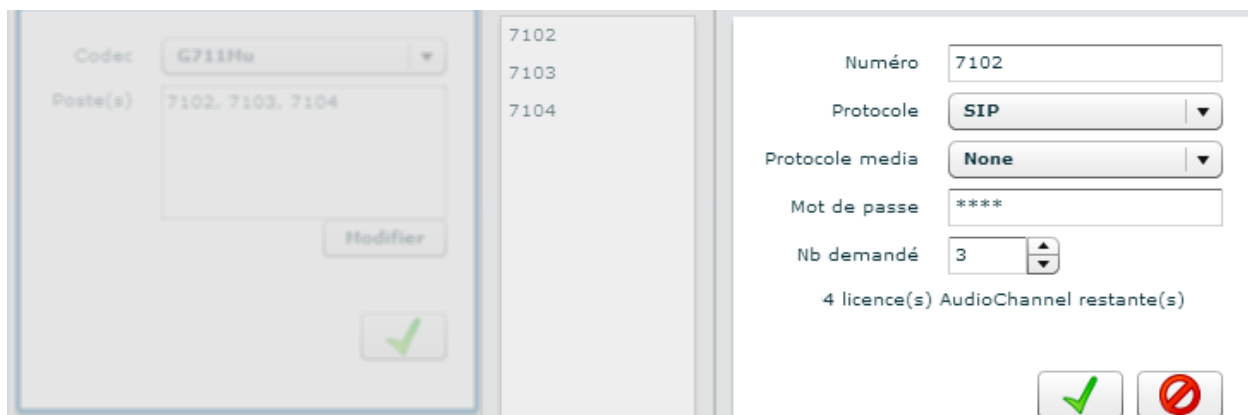 Codec G711Mu
Poste(s) 7102, 7103, 7104
Modifier
7102
7103
7104
Numéro 7102
Protocole SIP
Protocole media None
Mot de passe ****
Nb demandé 3
4 licence(s) AudioChannel restante(s)